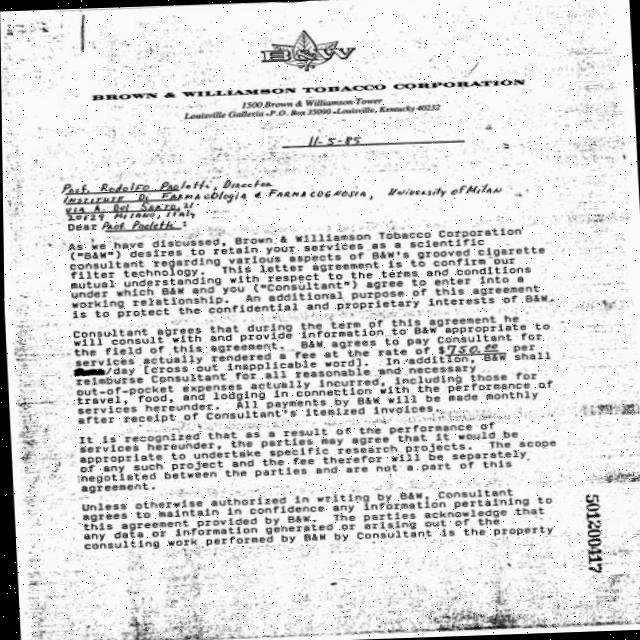 B&W
BROWN & WILLIAMSON TOBACCO CORPORATION
1500 Brown & Williamson Tower
Louisville Galleria • P.O. Box 35090 • Louisville, Kentucky 40232
11-5-85
Prof. Rodolfo Paoletti, Director
Institute Di Farmacologia & Farmacognosia, University of Milan
Via A. Del Sarto, 21
20129 Milano, Italy
Dear Prof. Paoletti:
As we have discussed, Brown & Williamson Tobacco Corporation
("B&W") desires to retain your services as a scientific
consultant regarding various aspects of B&W's grooved cigarette
filter technology. This letter agreement is to confirm our
mutual understanding with respect to the terms and conditions
under which B&W and you ("Consultant") agree to enter into a
working relationship. An additional purpose of this agreement
is to protect the confidential and proprietary interests of B&W.
Consultant agrees that during the term of this agreement he
will consult with and provide information to B&W appropriate to
the field of this agreement. B&W agrees to pay Consultant for
services actually rendered a fee at the rate of $750.00 per
/day [cross out inapplicable word]. In addition, B&W shall
reimburse Consultant for all reasonable and necessary
out-of-pocket expenses actually incurred, including those for
travel, food, and lodging in connection with the performance of
services hereunder. All payments by B&W will be made monthly
after receipt of Consultant's itemized invoices.
It is recognized that as a result of the performance of
services hereunder, the parties may agree that it would be
appropriate to undertake specific research projects. The scope
of any such project and the fee therefor will be separately
negotiated between the parties and are not a part of this
agreement.
Unless otherwise authorized in writing by B&W, Consultant
agrees to maintain in confidence any information pertaining to
this agreement provided by B&W. The parties acknowledge that
any data or information generated or arising out of the
consulting work performed by B&W by Consultant is the property
501200117